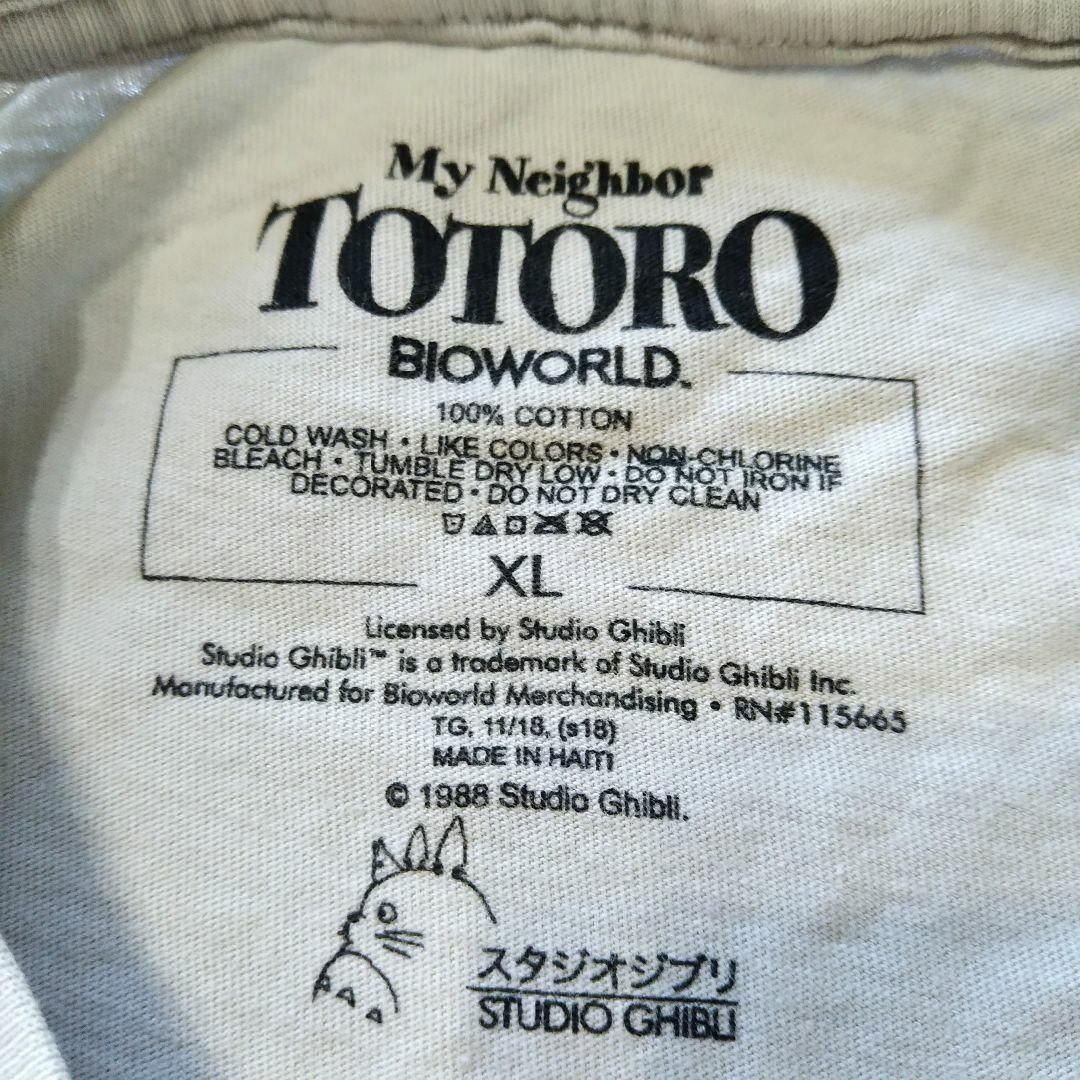 My Neighbor
TOTORO
BIOWORLD™
100% COTTON
COLD WASH • LIKE COLORS • NON-CHLORINE
BLEACH • TUMBLE DRY LOW • DO NOT IRON IF
DECORATED • DO NOT DRY CLEAN
XL
Licensed by Studio Ghibli
Studio Ghibli™ is a trademark of Studio Ghibli Inc.
Manufactured for Bioworld Merchandising • RN#115665
TG, 11/18, (s18)
MADE IN HAITI
© 1988 Studio Ghibli.
スタジオジブリ
STUDIO GHIBLI